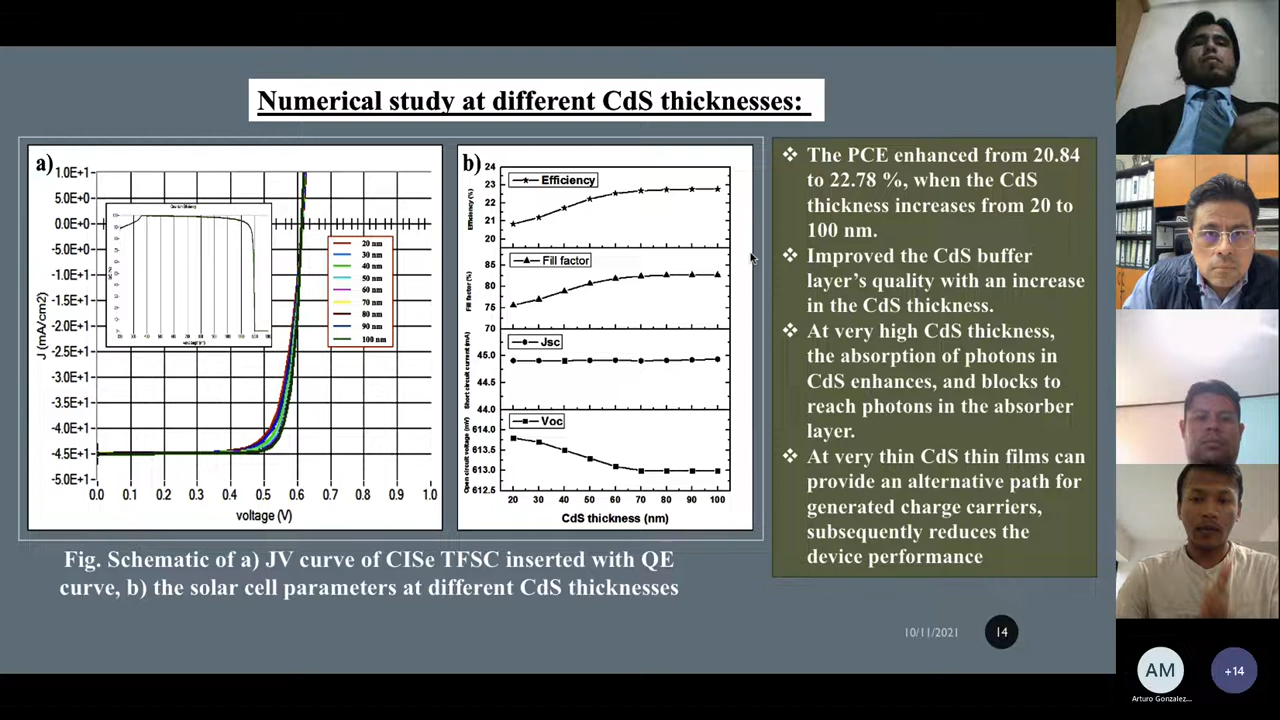 Numerical study at different CdS thicknesses:
a)
1.0E+1
5.0E+0
0.0E+0
-5.0E+0
-1.0E+1
-1.5E+1
-2.0E+1
-2.5E+1
-3.0E+1
-3.5E+1
-4.0E+1
-4.5E+1
-5.0E+1
J (mA/cm2)
20 nm
30 nm
40 nm
50 nm
60 nm
70 nm
80 nm
90 nm
100 nm
0.0 0.1 0.2 0.3 0.4 0.5 0.6 0.7 0.8 0.9 1.0
voltage (V)
b)
24
23
22
21
20
Efficiency (%)
Efficiency
85
80
75
70
Fill factor (%)
Fill factor
45.0
44.5
44.0
Short circuit current (mA)
Jsc
614.0
613.5
613.0
612.5
Open circuit voltage (mV)
Voc
20 30 40 50 60 70 80 90 100
CdS thickness (nm)
❖ The PCE enhanced from 20.84
to 22.78 %, when the CdS
thickness increases from 20 to
100 nm.
❖ Improved the CdS buffer
layer's quality with an increase
in the CdS thickness.
❖ At very high CdS thickness,
the absorption of photons in
CdS enhances, and blocks to
reach photons in the absorber
layer.
❖ At very thin CdS thin films can
provide an alternative path for
generated charge carriers,
subsequently reduces the
device performance
Fig. Schematic of a) JV curve of CISe TFSC inserted with QE
curve, b) the solar cell parameters at different CdS thicknesses
10/11/2021
14
AM
+14
Arturo Gonzalez...